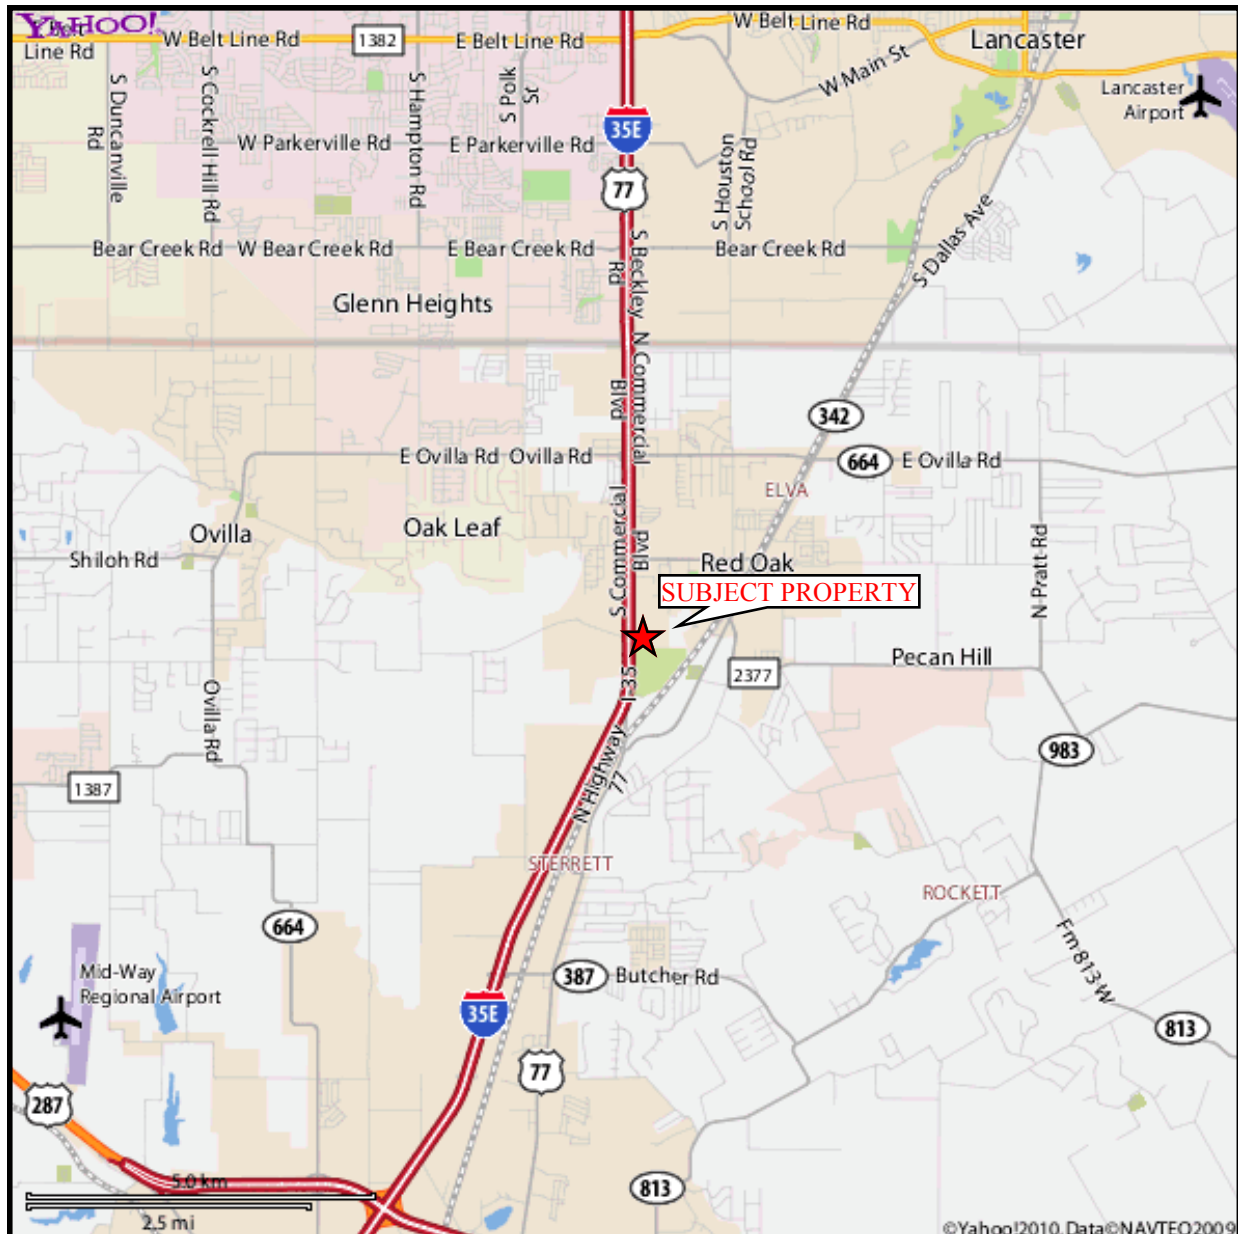 YAHOO!
W Belt Line Rd
Lancaster
Line Rd
W Belt Line Rd
1382
E Belt Line Rd
W Main St
Lancaster
Airport
S Duncanville
Rd
S Cockrell Hill Rd
S Hampton Rd
S Polk
St
35E
W Parkerville Rd
E Parkerville Rd
77
S Houston
School Rd
S Dallas Ave
Bear Creek Rd
W Bear Creek Rd
E Bear Creek Rd
S Beckley
Rd
Bear Creek Rd
Glenn Heights
N Commercial
Blvd
342
E Ovilla Rd
Ovilla Rd
664
E Ovilla Rd
ELVA
Ovilla
Oak Leaf
S Commercial
Blvd
N Pratt Rd
Shiloh Rd
Red Oak
SUBJECT PROPERTY
Ovilla Rd
I-35
2377
Pecan Hill
983
1387
N Highway
77
STERRETT
ROCKETT
664
Fm 813 W
Mid-Way
Regional Airport
387
Butcher Rd
35E
813
77
287
5.0 km
813
2.5 mi
©Yahoo!2010, Data©NAVTEQ2009